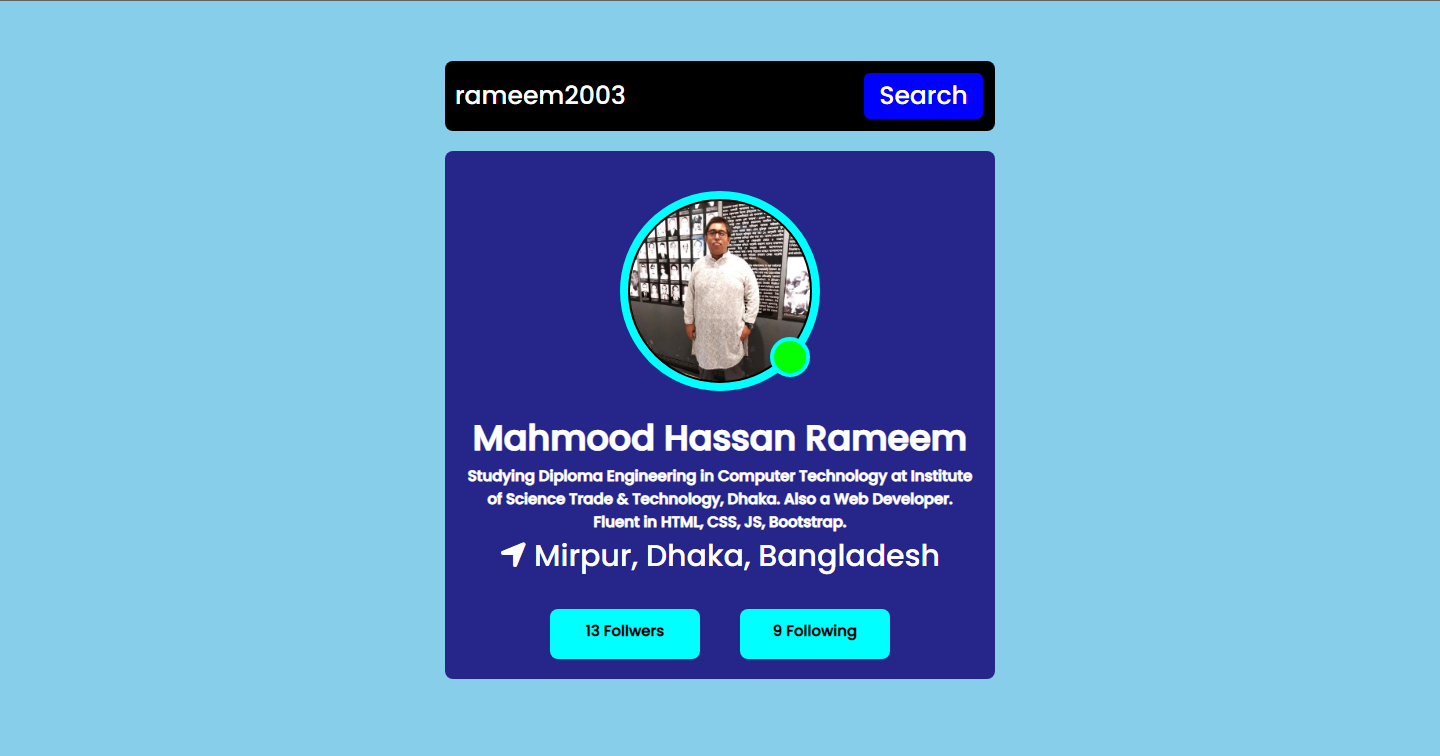 rameem2003
Search
Mahmood Hassan Rameem
Studying Diploma Engineering in Computer Technology at Institute
of Science Trade & Technology, Dhaka. Also a Web Developer.
Fluent in HTML, CSS, JS, Bootstrap.
Mirpur, Dhaka, Bangladesh
13 Follwers
9 Following